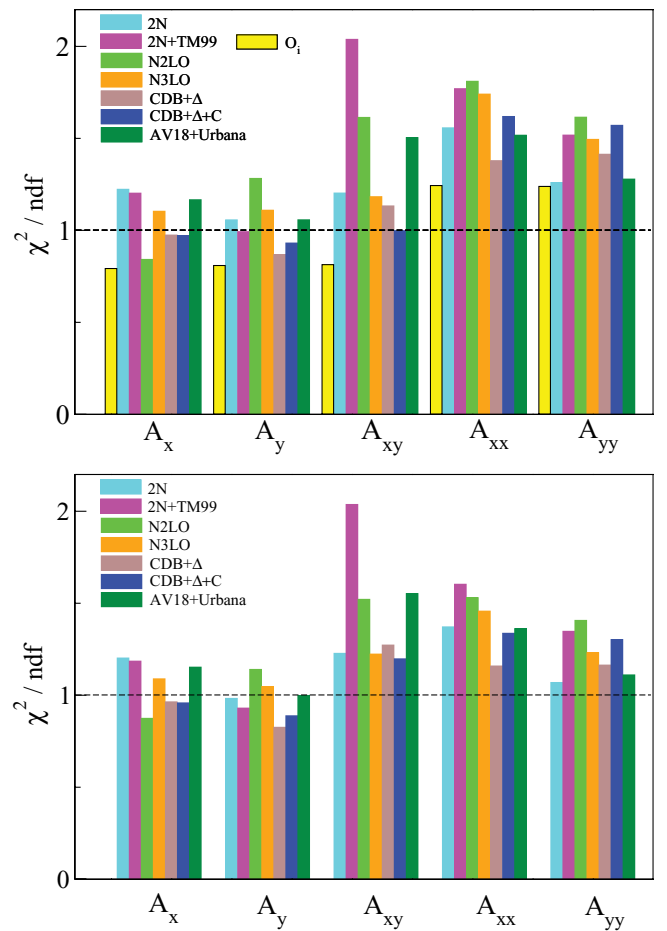 2N
2N+TM99
O_i
N2LO
N3LO
CDB+Δ
CDB+Δ+C
AV18+Urbana
2
1
0
χ² / ndf
A_x
A_y
A_xy
A_xx
A_yy
2N
2N+TM99
N2LO
N3LO
CDB+Δ
CDB+Δ+C
AV18+Urbana
2
1
0
χ² / ndf
A_x
A_y
A_xy
A_xx
A_yy